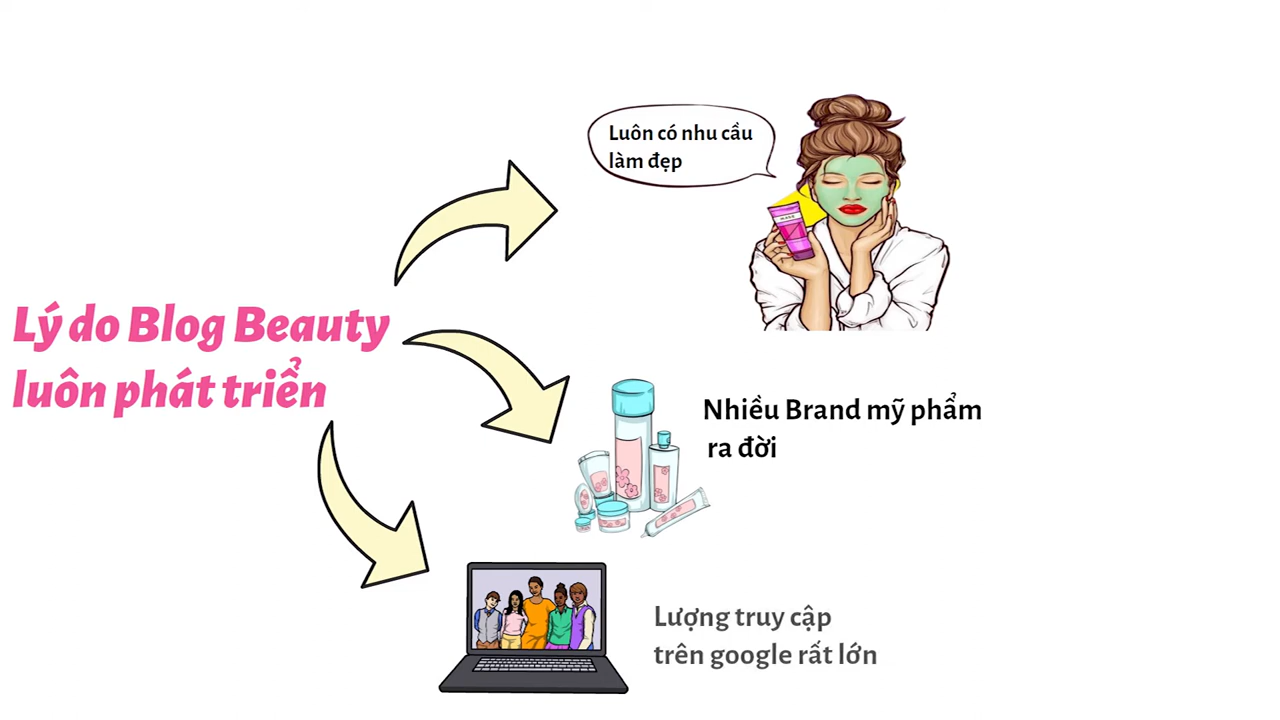 Lý do Blog Beauty
luôn phát triển
Luôn có nhu cầu
làm đẹp
Nhiều Brand mỹ phẩm
ra đời
Lượng truy cập
trên google rất lớn